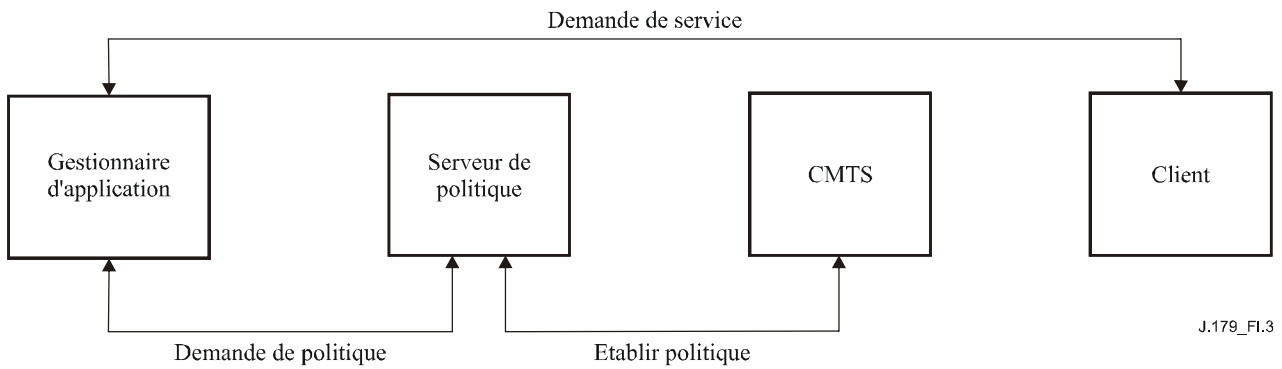 Demande de service
Gestionnaire
d'application
Serveur de
politique
CMTS
Client
Demande de politique
Etablir politique
J.179_FI.3